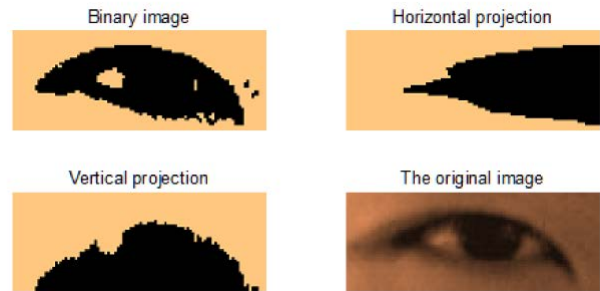 Binary image
Horizontal projection
Vertical projection
The original image